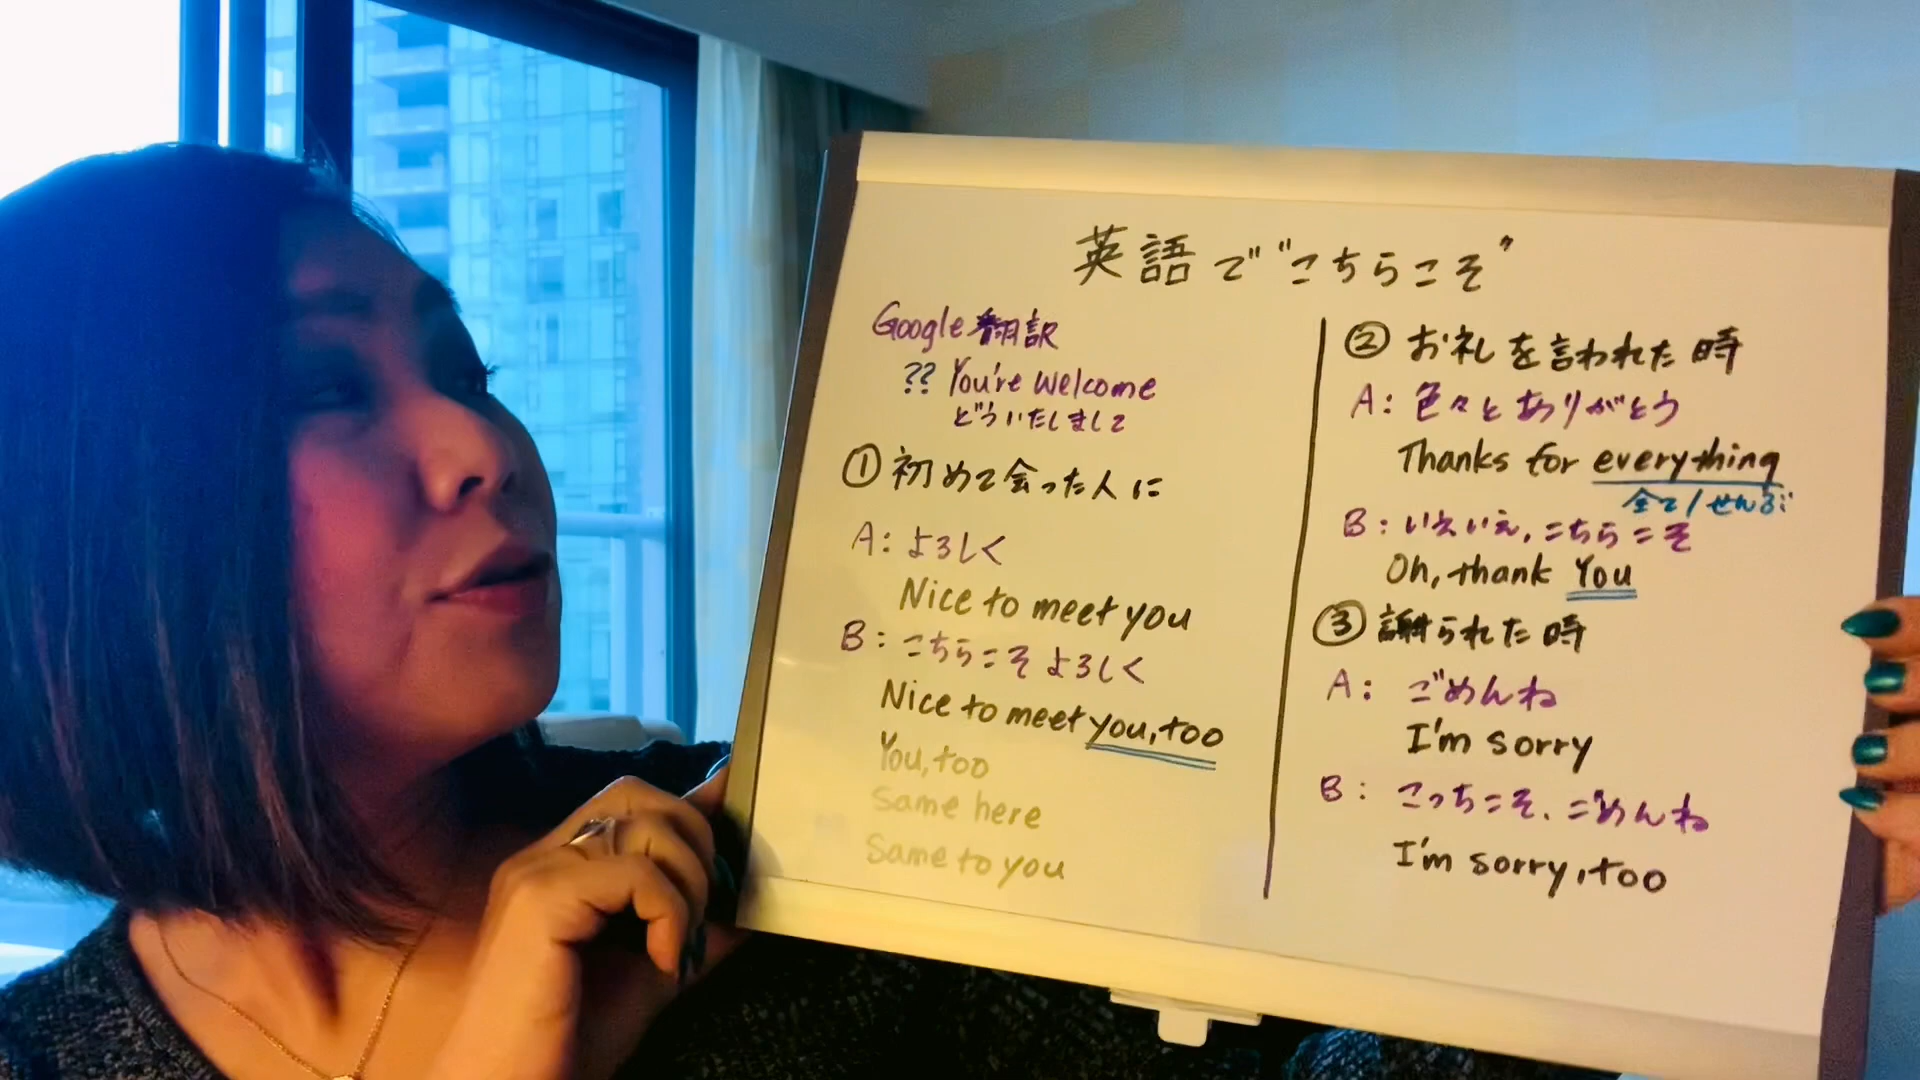 英語で"こちらこそ"
Google 翻訳
?? You're welcome
どういたしまして
① 初めて会った人に
A: よろしく
Nice to meet you
B: こちらこそ よろしく
Nice to meet you, too
You, too
Same here
Same to you
② お礼を言われた時
A: 色々とありがとう
Thanks for everything
全て/ぜんぶ
B: いえいえ、こちらこそ
Oh, thank You
③ 謝られた時
A: ごめんね
I'm sorry
B: こっちこそ、ごめんね
I'm sorry, too